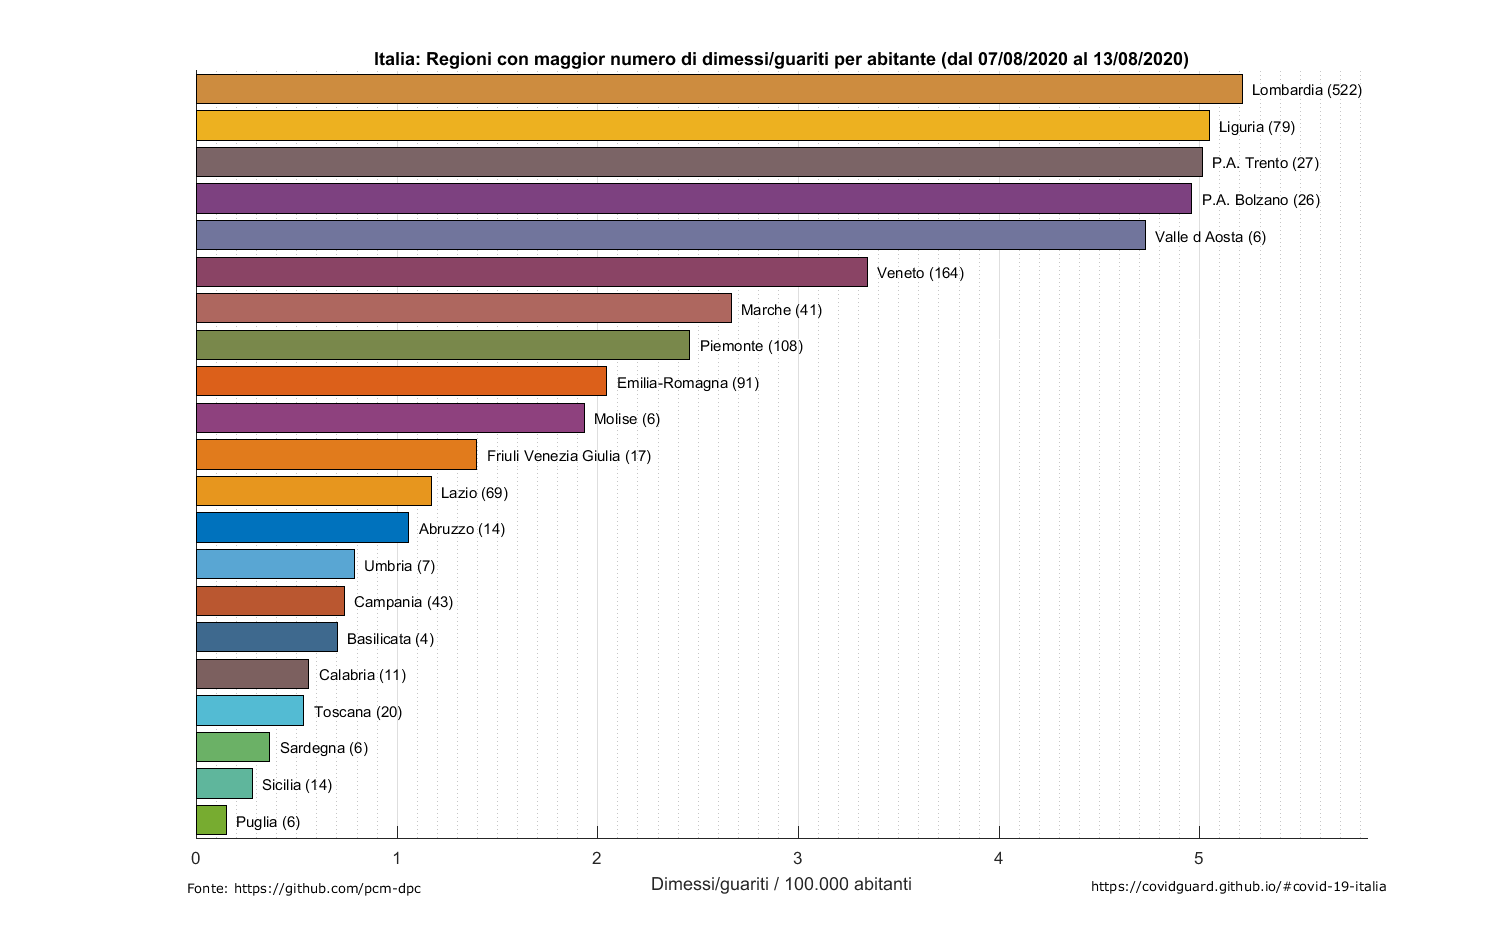 Italia: Regioni con maggior numero di dimessi/guariti per abitante (dal 07/08/2020 al 13/08/2020)
Lombardia (522)
Liguria (79)
P.A. Trento (27)
P.A. Bolzano (26)
Valle d Aosta (6)
Veneto (164)
Marche (41)
Piemonte (108)
Emilia-Romagna (91)
Molise (6)
Friuli Venezia Giulia (17)
Lazio (69)
Abruzzo (14)
Umbria (7)
Campania (43)
Basilicata (4)
Calabria (11)
Toscana (20)
Sardegna (6)
Sicilia (14)
Puglia (6)
0 1 2 3 4 5
Dimessi/guariti / 100.000 abitanti
Fonte: https://github.com/pcm-dpc
https://covidguard.github.io/#covid-19-italia